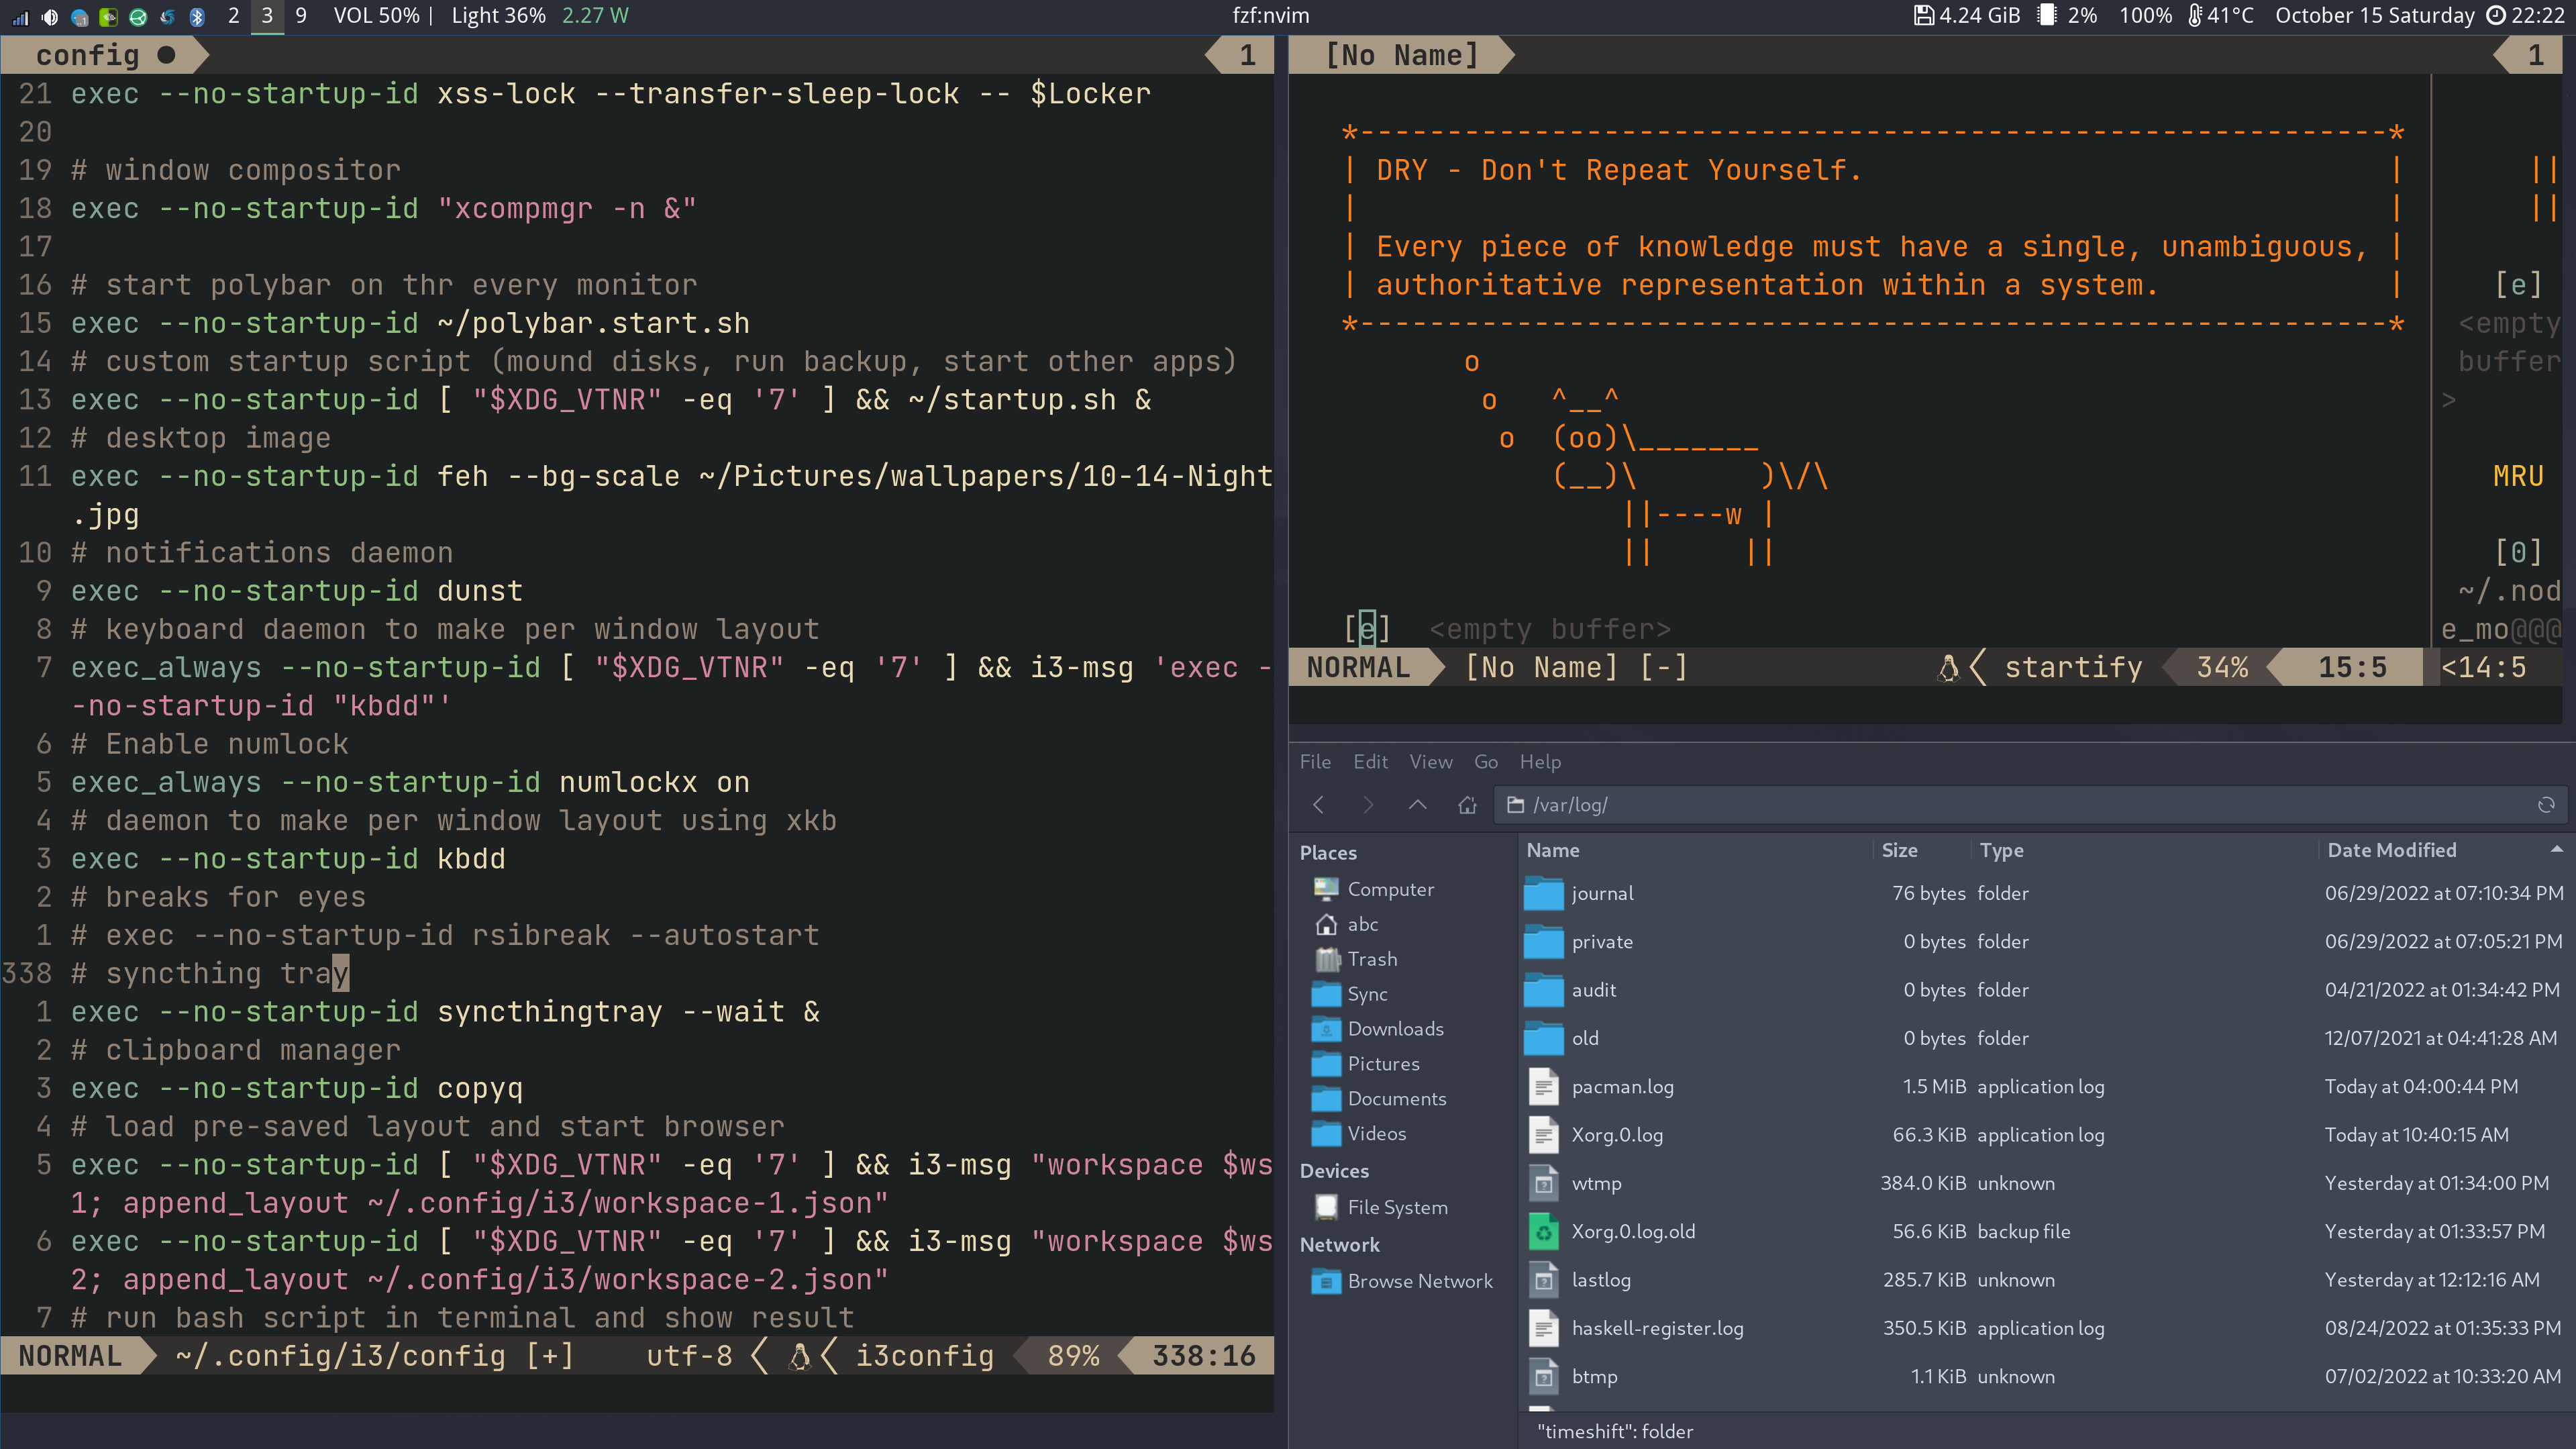 2 3 9 VOL 50% | Light 36% 2.27 W fzf:nvim 4.24 GiB 2% 100% 41°C October 15 Saturday 22:22
config ● 1
21 exec --no-startup-id xss-lock --transfer-sleep-lock -- $Locker
20
19 # window compositor
18 exec --no-startup-id "xcompmgr -n &"
17
16 # start polybar on thr every monitor
15 exec --no-startup-id ~/polybar.start.sh
14 # custom startup script (mound disks, run backup, start other apps)
13 exec --no-startup-id [ "$XDG_VTNR" -eq '7' ] && ~/startup.sh &
12 # desktop image
11 exec --no-startup-id feh --bg-scale ~/Pictures/wallpapers/10-14-Night
.jpg
10 # notifications daemon
9 exec --no-startup-id dunst
8 # keyboard daemon to make per window layout
7 exec_always --no-startup-id [ "$XDG_VTNR" -eq '7' ] && i3-msg 'exec -
-no-startup-id "kbdd"'
6 # Enable numlock
5 exec_always --no-startup-id numlockx on
4 # daemon to make per window layout using xkb
3 exec --no-startup-id kbdd
2 # breaks for eyes
1 # exec --no-startup-id rsibreak --autostart
338 # syncthing tray
1 exec --no-startup-id syncthingtray --wait &
2 # clipboard manager
3 exec --no-startup-id copyq
4 # load pre-saved layout and start browser
5 exec --no-startup-id [ "$XDG_VTNR" -eq '7' ] && i3-msg "workspace $ws
1; append_layout ~/.config/i3/workspace-1.json"
6 exec --no-startup-id [ "$XDG_VTNR" -eq '7' ] && i3-msg "workspace $ws
2; append_layout ~/.config/i3/workspace-2.json"
7 # run bash script in terminal and show result
NORMAL ~/.config/i3/config [+] utf-8 i3config 89% 338:16
[No Name] 1
*-----------------------------------------------------------*
| DRY - Don't Repeat Yourself. |
| |
| Every piece of knowledge must have a single, unambiguous, |
| authoritative representation within a system. |
*-----------------------------------------------------------*
       o
        o   ^__^
         o  (oo)\_______
            (__)\       )\/\
                ||----w |
                ||     ||
[e] <empty buffer>
||
||
[e]
<empty
buffer
>
MRU
[0]
~/.nod
e_mo@@@
NORMAL [No Name] [-] startify 34% 15:5 <14:5
File Edit View Go Help
/var/log/
Places
Computer
abc
Trash
Sync
Downloads
Pictures
Documents
Videos
Devices
File System
Network
Browse Network
Name Size Type Date Modified
journal 76 bytes folder 06/29/2022 at 07:10:34 PM
private 0 bytes folder 06/29/2022 at 07:05:21 PM
audit 0 bytes folder 04/21/2022 at 01:34:42 PM
old 0 bytes folder 12/07/2021 at 04:41:28 AM
pacman.log 1.5 MiB application log Today at 04:00:44 PM
Xorg.0.log 66.3 KiB application log Today at 10:40:15 AM
wtmp 384.0 KiB unknown Yesterday at 01:34:00 PM
Xorg.0.log.old 56.6 KiB backup file Yesterday at 01:33:57 PM
lastlog 285.7 KiB unknown Yesterday at 12:12:16 AM
haskell-register.log 350.5 KiB application log 08/24/2022 at 01:35:33 PM
btmp 1.1 KiB unknown 07/02/2022 at 10:33:20 AM
"timeshift": folder